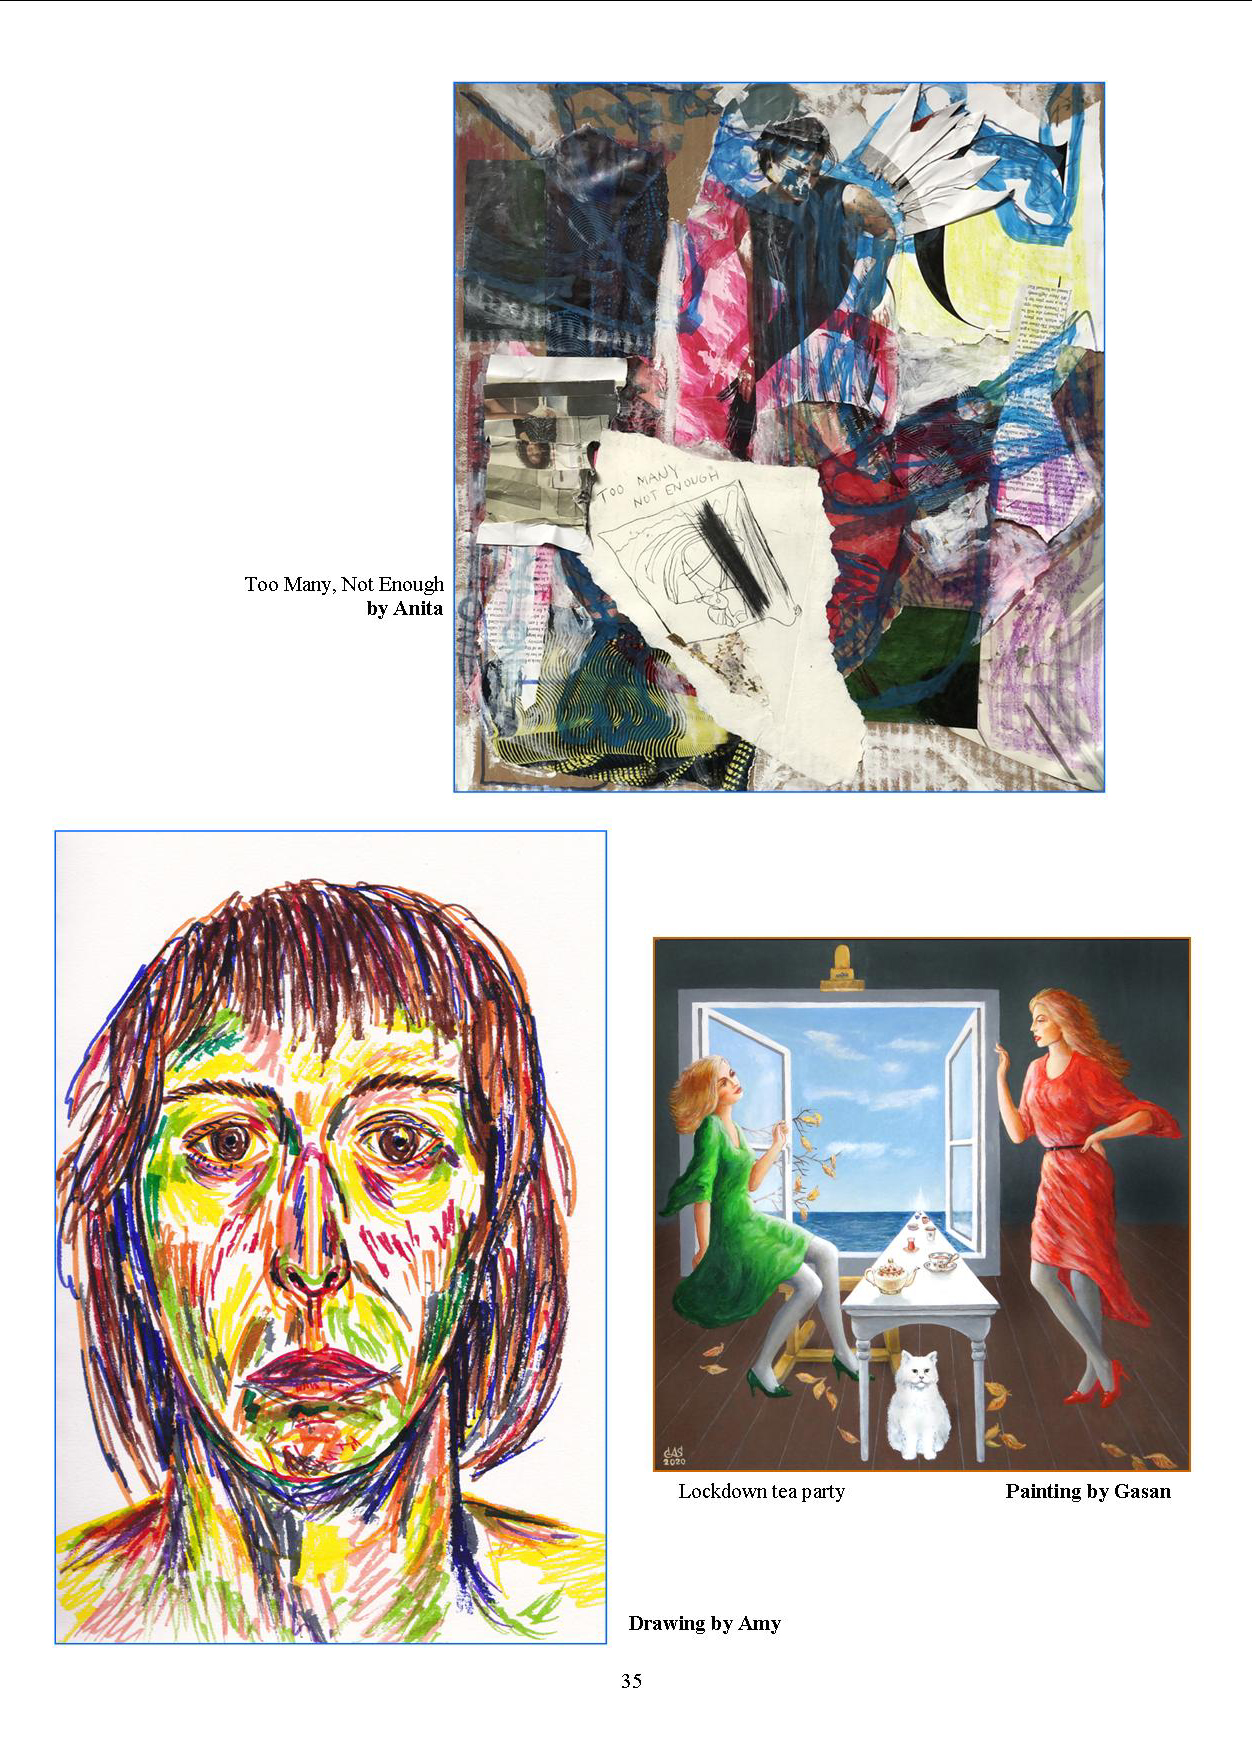 TOO MANY
NOT ENOUGH
Too Many, Not Enough
by Anita
GAS
2020
Lockdown tea party
Painting by Gasan
Drawing by Amy
35